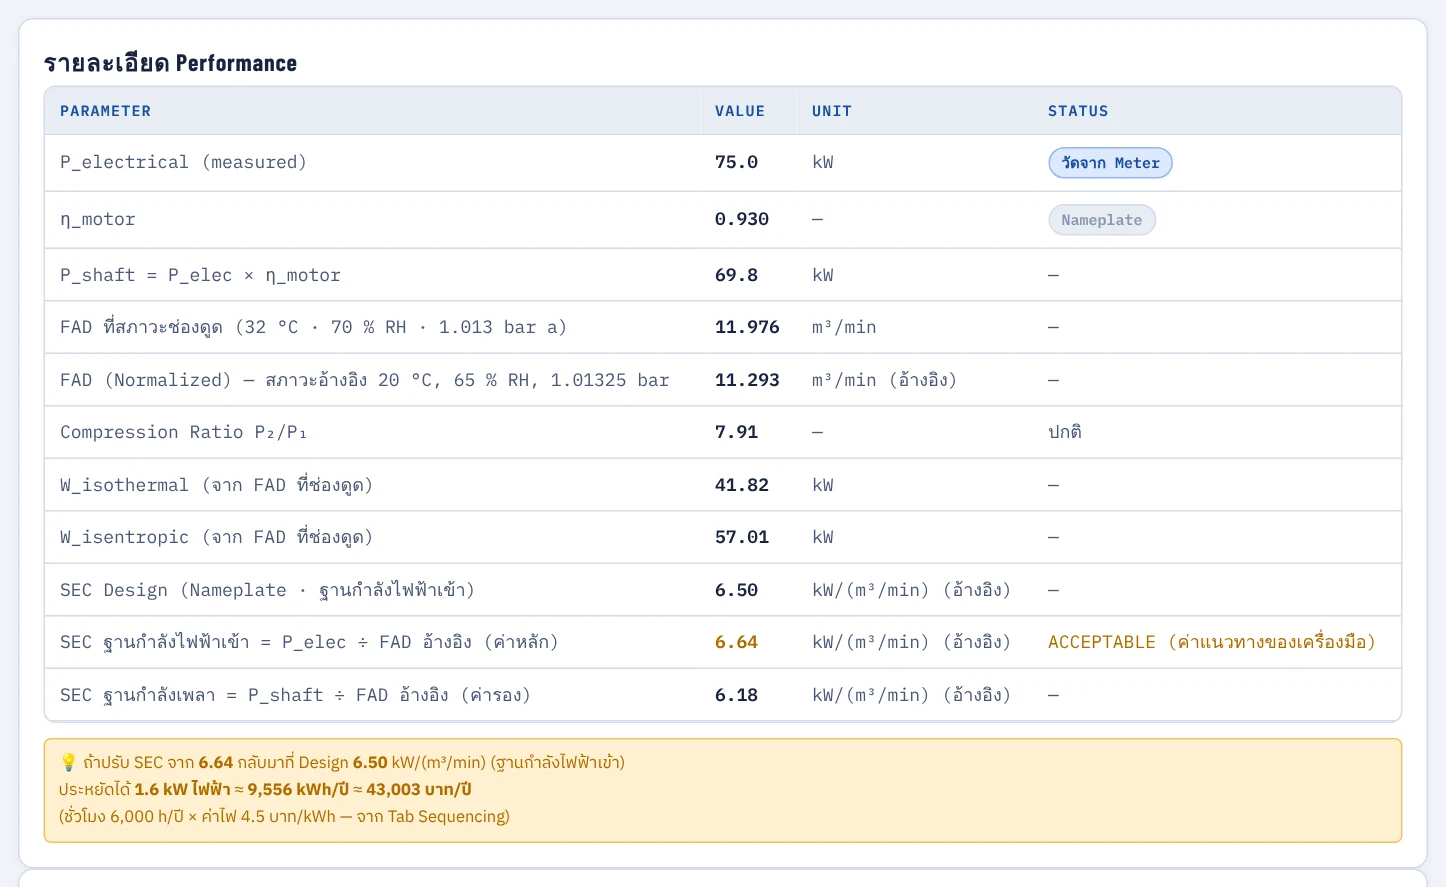 รายละเอียด Performance
PARAMETER VALUE UNIT STATUS
P_electrical (measured) 75.0 kW วัดจาก Meter
η_motor 0.930 — Nameplate
P_shaft = P_elec × η_motor 69.8 kW —
FAD ที่สภาวะช่องดูด (32 °C · 70 % RH · 1.013 bar a) 11.976 m³/min —
FAD (Normalized) — สภาวะอ้างอิง 20 °C, 65 % RH, 1.01325 bar 11.293 m³/min (อ้างอิง) —
Compression Ratio P₂/P₁ 7.91 — ปกติ
W_isothermal (จาก FAD ที่ช่องดูด) 41.82 kW —
W_isentropic (จาก FAD ที่ช่องดูด) 57.01 kW —
SEC Design (Nameplate · ฐานกำลังไฟฟ้าเข้า) 6.50 kW/(m³/min) (อ้างอิง) —
SEC ฐานกำลังไฟฟ้าเข้า = P_elec ÷ FAD อ้างอิง (ค่าหลัก) 6.64 kW/(m³/min) (อ้างอิง) ACCEPTABLE (ค่าแนวทางของเครื่องมือ)
SEC ฐานกำลังเพลา = P_shaft ÷ FAD อ้างอิง (ค่ารอง) 6.18 kW/(m³/min) (อ้างอิง) —
💡 ถ้าปรับ SEC จาก 6.64 กลับมาที่ Design 6.50 kW/(m³/min) (ฐานกำลังไฟฟ้าเข้า)
ประหยัดได้ 1.6 kW ไฟฟ้า ≈ 9,556 kWh/ปี ≈ 43,003 บาท/ปี
(ชั่วโมง 6,000 h/ปี × ค่าไฟ 4.5 บาท/kWh — จาก Tab Sequencing)